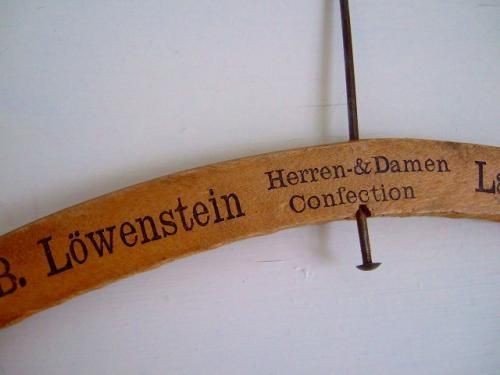 B. Löwenstein
Herren-&Damen
Confection